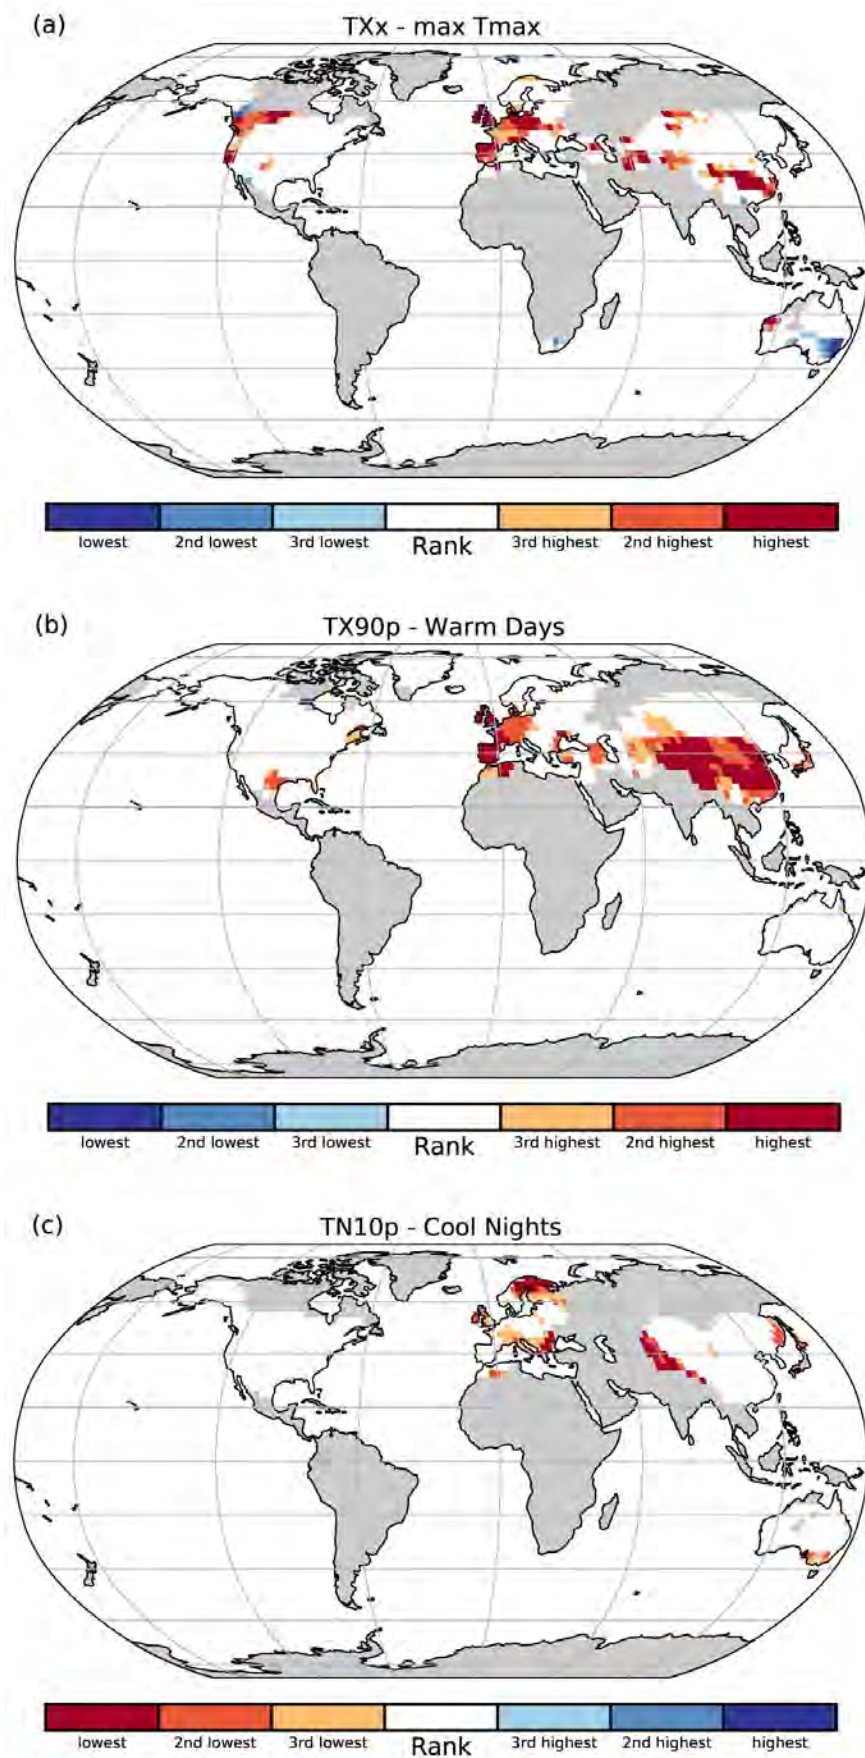 (a)
TXx - max Tmax
lowest 2nd lowest 3rd lowest Rank 3rd highest 2nd highest highest
(b)
TX90p - Warm Days
lowest 2nd lowest 3rd lowest Rank 3rd highest 2nd highest highest
(c)
TN10p - Cool Nights
lowest 2nd lowest 3rd lowest Rank 3rd highest 2nd highest highest